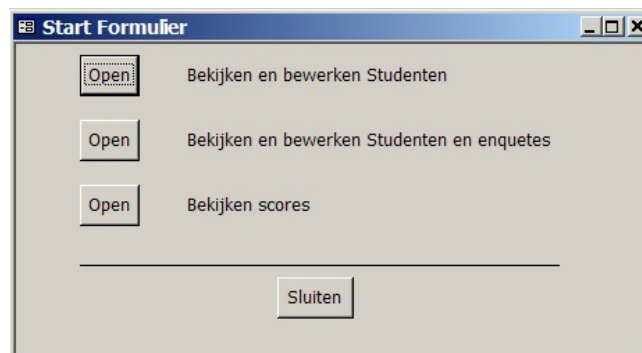 Start Formulier
Open Bekijken en bewerken Studenten
Open Bekijken en bewerken Studenten en enquetes
Open Bekijken scores
Sluiten